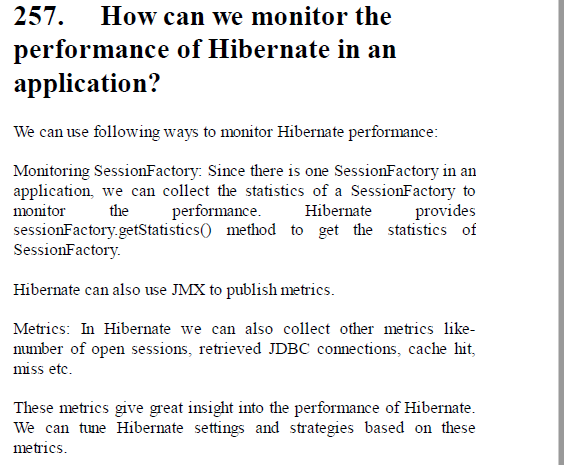 257. How can we monitor the
performance of Hibernate in an
application?
We can use following ways to monitor Hibernate performance:
Monitoring SessionFactory: Since there is one SessionFactory in an
application, we can collect the statistics of a SessionFactory to
monitor the performance. Hibernate provides
sessionFactory.getStatistics() method to get the statistics of
SessionFactory.
Hibernate can also use JMX to publish metrics.
Metrics: In Hibernate we can also collect other metrics like-
number of open sessions, retrieved JDBC connections, cache hit,
miss etc.
These metrics give great insight into the performance of Hibernate.
We can tune Hibernate settings and strategies based on these
metrics.